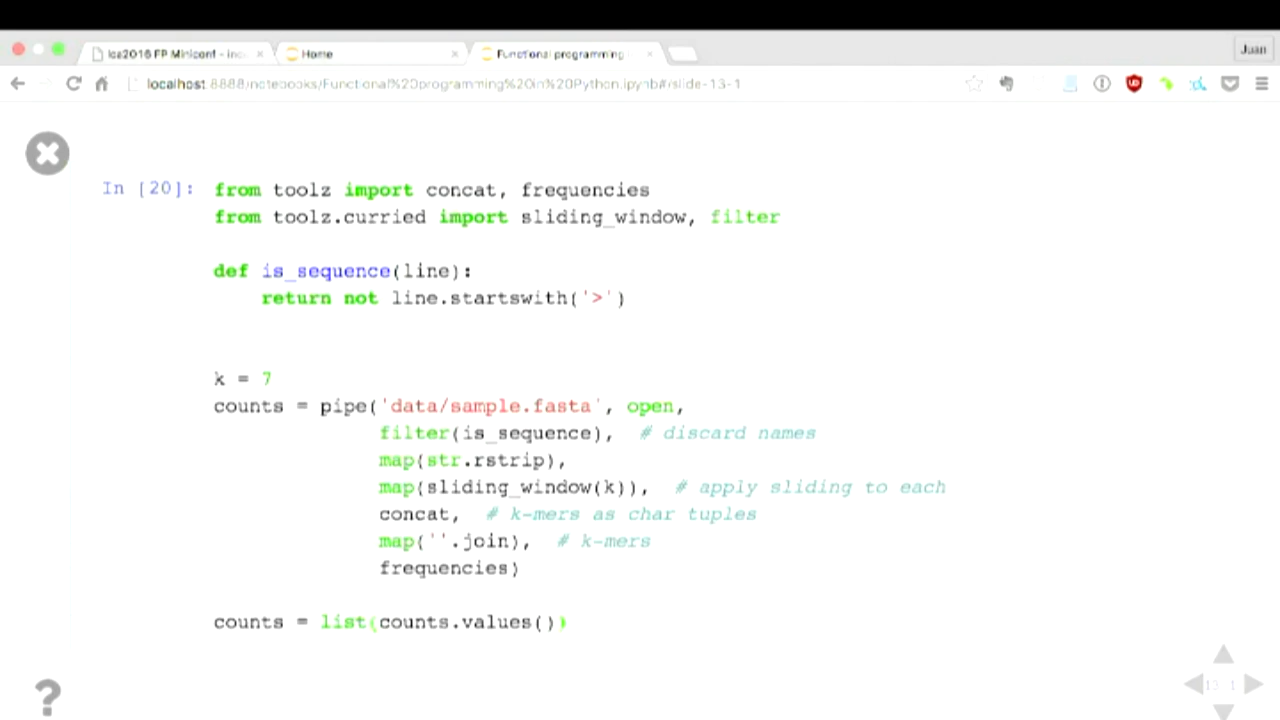 lca2016 FP Miniconf - 
Home
Functional programming
Juan
localhost:8888/notebooks/Functional%20programming%20in%20Python.ipynb#/slide-13-1
In [20]:
from toolz import concat, frequencies
from toolz.curried import sliding_window, filter
def is_sequence(line):
return not line.startswith('>')
k = 7
counts = pipe('data/sample.fasta', open,
filter(is_sequence), # discard names
map(str.rstrip),
map(sliding_window(k)), # apply sliding to each
concat, # k-mers as char tuples
map(''.join), # k-mers
frequencies)
counts = list(counts.values())
?
13 1